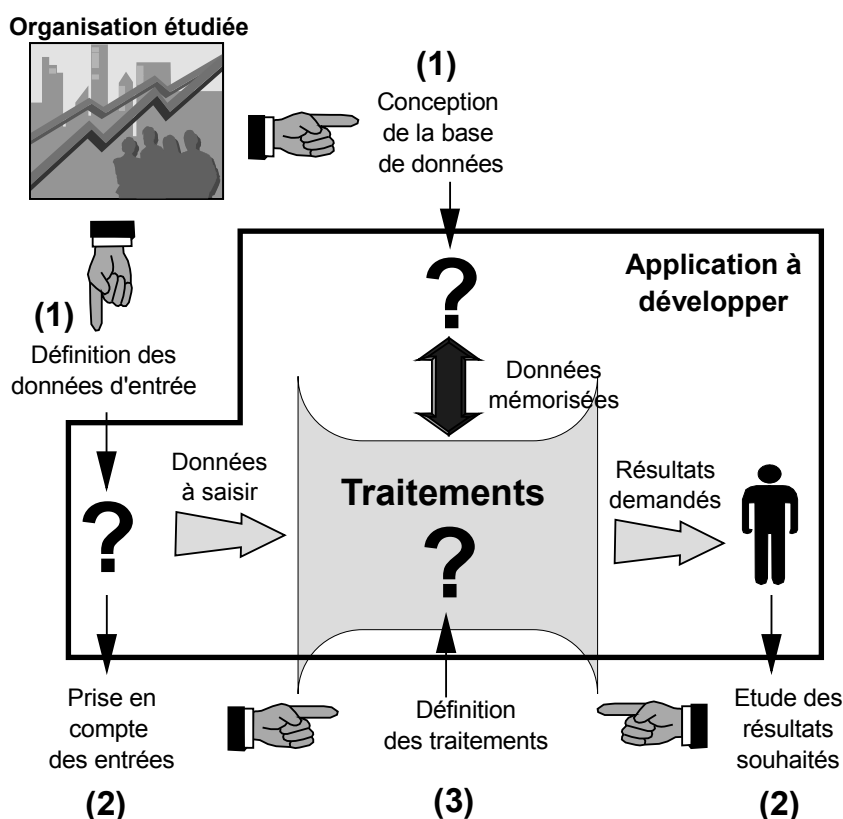 Organisation étudiée
(1)
Conception
de la base
de données
?
Application à
développer
(1)
Définition des
données d'entrée
Données
mémorisées
?
Données
à saisir
Traitements
?
Résultats
demandés
Prise en
compte
des entrées
(2)
Définition
des traitements
(3)
Etude des
résultats
souhaités
(2)